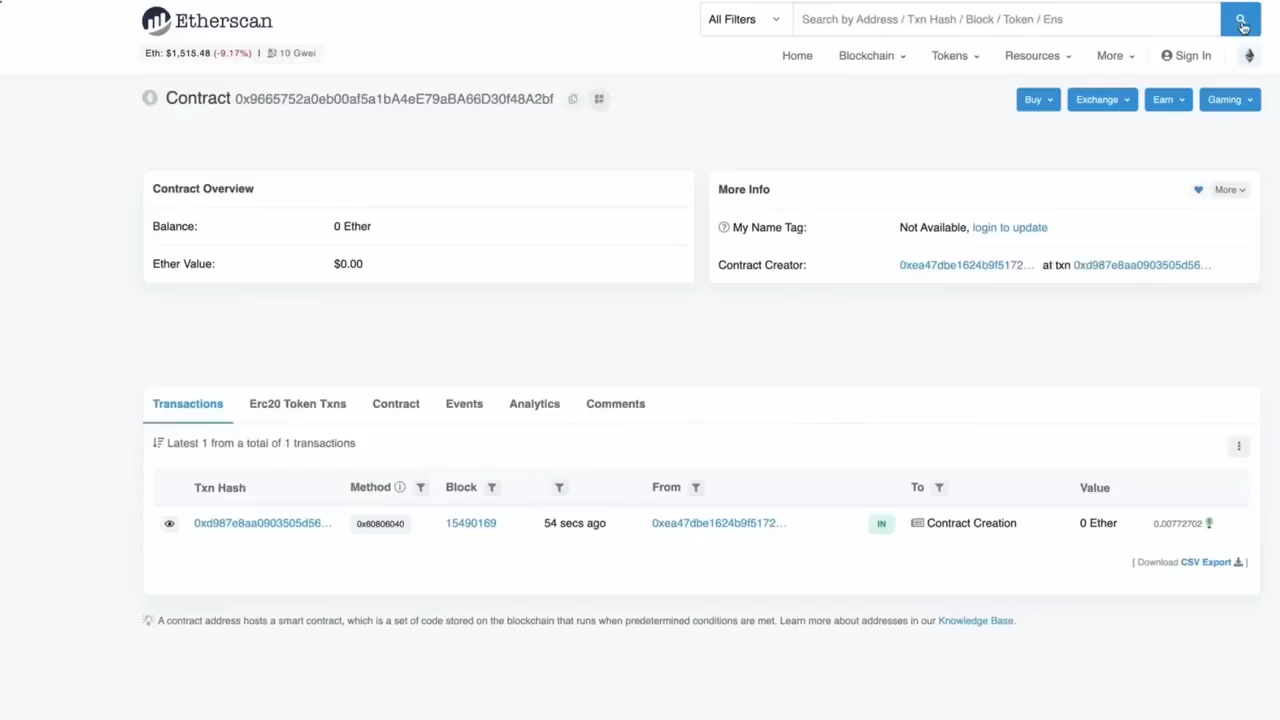 Etherscan
All Filters Search by Address / Txn Hash / Block / Token / Ens
Eth: $1,515.48 (-9.17%) | 10 Gwei
Home Blockchain Tokens Resources More Sign In
Contract 0x9665752a0eb00af5a1bA4eE79aBA66D30f48A2bf
Buy Exchange Earn Gaming
Contract Overview
Balance: 0 Ether
Ether Value: $0.00
More Info More
My Name Tag: Not Available, login to update
Contract Creator: 0xea47dbe1624b9f5172... at txn 0xd987e8aa0903505d56...
Transactions Erc20 Token Txns Contract Events Analytics Comments
Latest 1 from a total of 1 transactions
Txn Hash Method Block From To Value
0xd987e8aa0903505d56... 0x60806040 15490169 54 secs ago 0xea47dbe1624b9f5172... IN Contract Creation 0 Ether 0.00772702
[ Download CSV Export ]
A contract address hosts a smart contract, which is a set of code stored on the blockchain that runs when predetermined conditions are met. Learn more about addresses in our Knowledge Base.